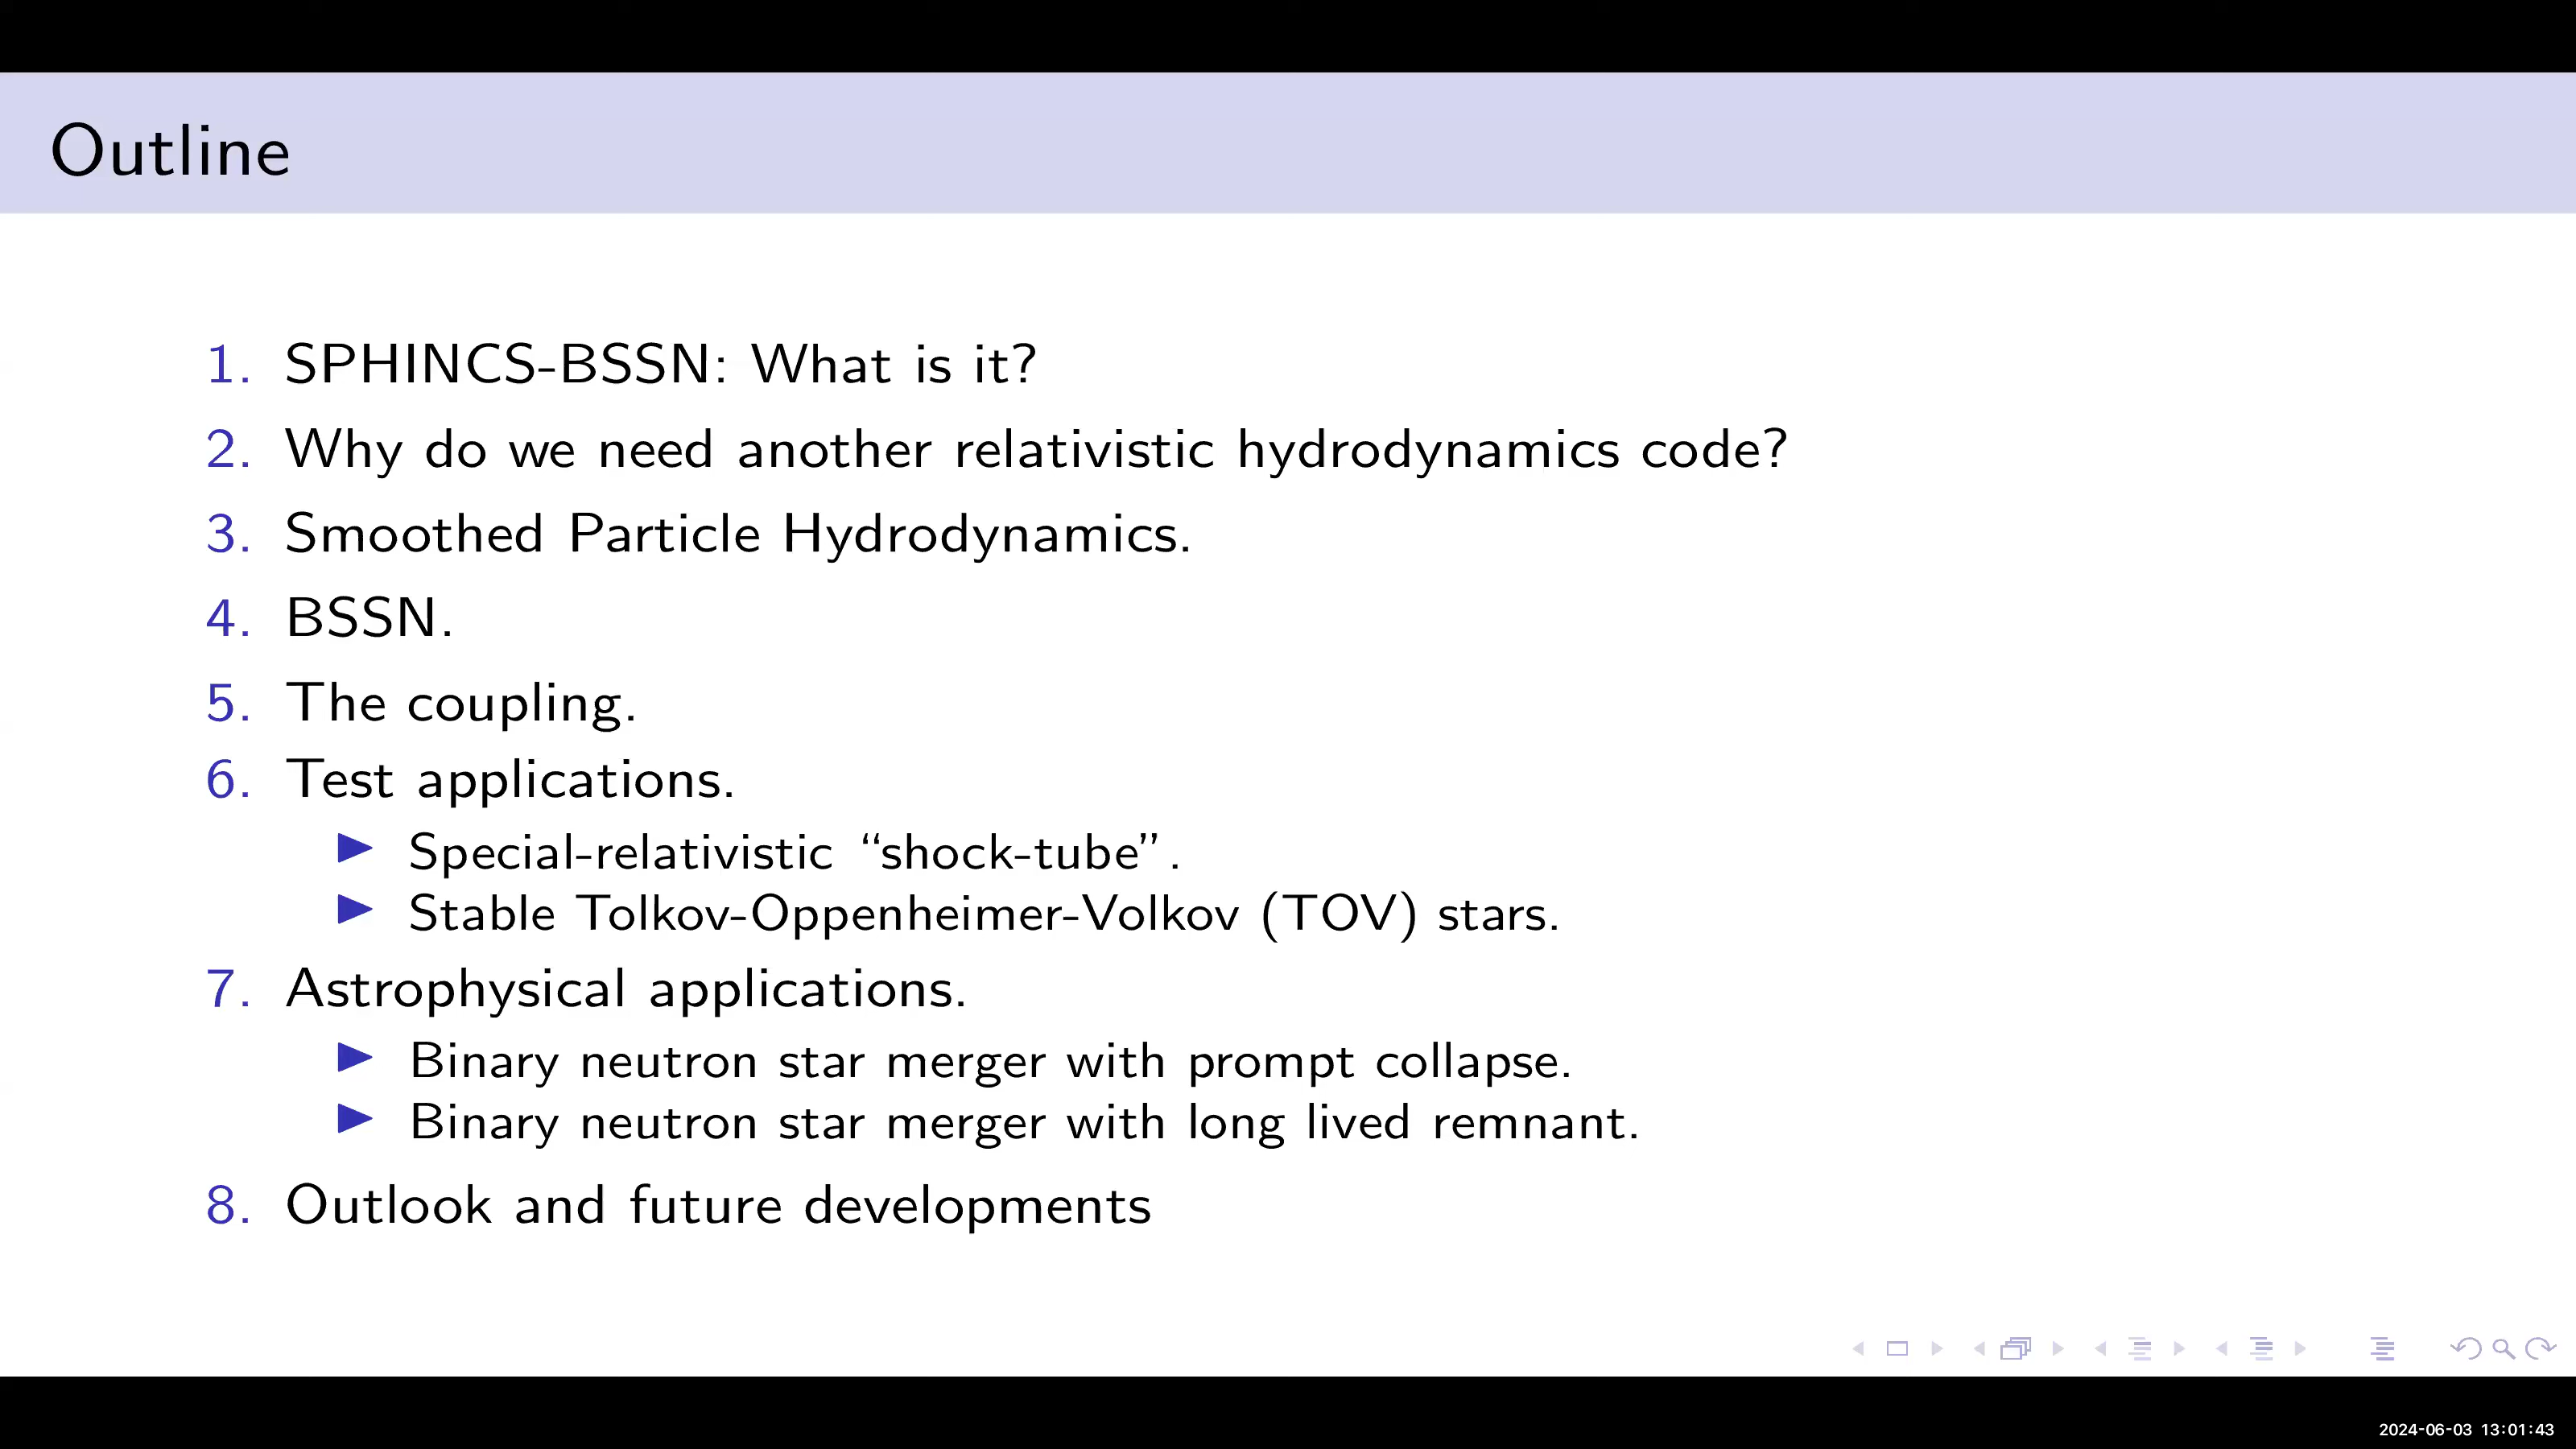 Outline
1. SPHINCS-BSSN: What is it?
2. Why do we need another relativistic hydrodynamics code?
3. Smoothed Particle Hydrodynamics.
4. BSSN.
5. The coupling.
6. Test applications.
▶ Special-relativistic “shock-tube”.
▶ Stable Tolkov-Oppenheimer-Volkov (TOV) stars.
7. Astrophysical applications.
▶ Binary neutron star merger with prompt collapse.
▶ Binary neutron star merger with long lived remnant.
8. Outlook and future developments
2024-06-03 13:01:43